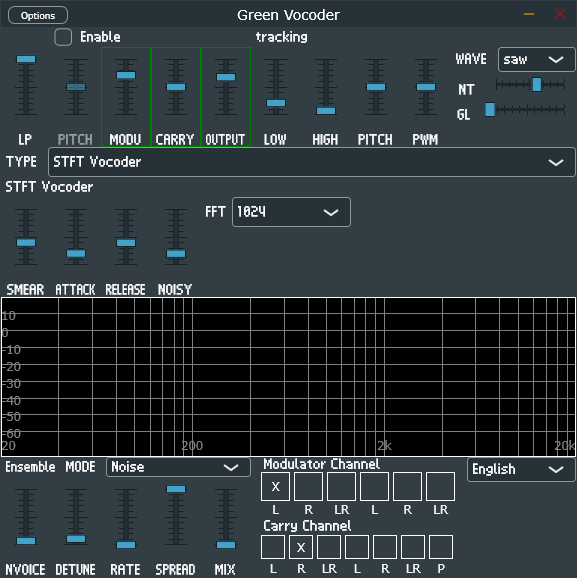 Options
Green Vocoder
Enable
tracking
WAVE saw
NT
GL
LP PITCH MODU CARRY OUTPUT LOW HIGH PITCH PWM
TYPE STFT Vocoder
STFT Vocoder
FFT 1024
SMEAR ATTACK RELEASE NOISY
10
0
-10
-20
-30
-40
-50
-60
20 200 2k 20k
Ensemble MODE Noise
Modulator Channel
English
X
L R LR L R LR
Carry Channel
X
L R LR L R LR P
NVOICE DETUNE RATE SPREAD MIX